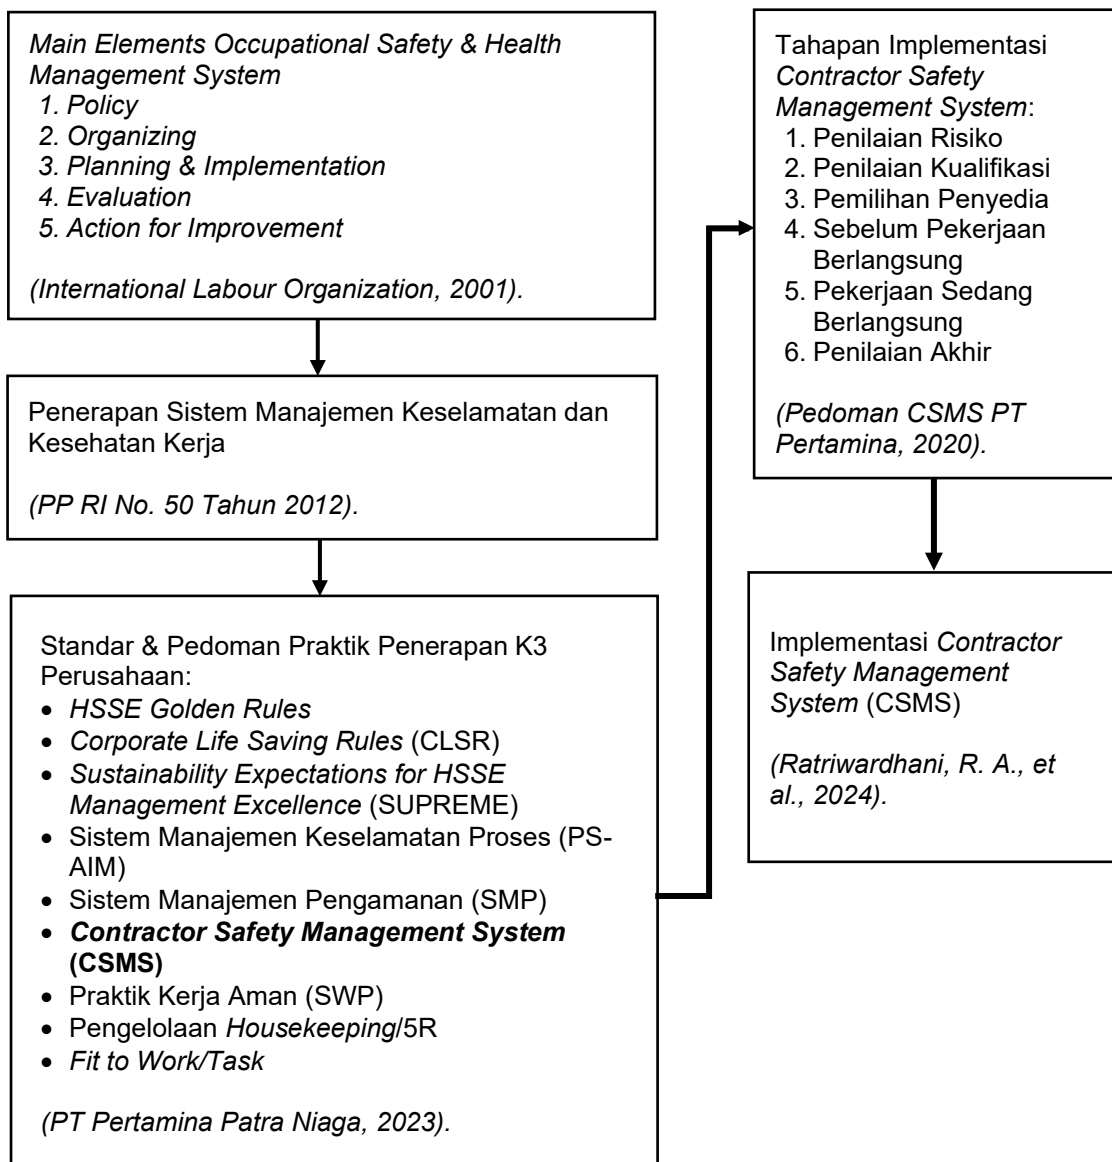 Main Elements Occupational Safety & Health
Management System
1. Policy
2. Organizing
3. Planning & Implementation
4. Evaluation
5. Action for Improvement
(International Labour Organization, 2001).
Penerapan Sistem Manajemen Keselamatan dan
Kesehatan Kerja
(PP RI No. 50 Tahun 2012).
Standar & Pedoman Praktik Penerapan K3
Perusahaan:
• HSSE Golden Rules
• Corporate Life Saving Rules (CLSR)
• Sustainability Expectations for HSSE
Management Excellence (SUPREME)
• Sistem Manajemen Keselamatan Proses (PS-
AIM)
• Sistem Manajemen Pengamanan (SMP)
• Contractor Safety Management System
(CSMS)
• Praktik Kerja Aman (SWP)
• Pengelolaan Housekeeping/5R
• Fit to Work/Task
(PT Pertamina Patra Niaga, 2023).
Tahapan Implementasi
Contractor Safety
Management System:
1. Penilaian Risiko
2. Penilaian Kualifikasi
3. Pemilihan Penyedia
4. Sebelum Pekerjaan
Berlangsung
5. Pekerjaan Sedang
Berlangsung
6. Penilaian Akhir
(Pedoman CSMS PT
Pertamina, 2020).
Implementasi Contractor
Safety Management
System (CSMS)
(Ratriwardhani, R. A., et
al., 2024).